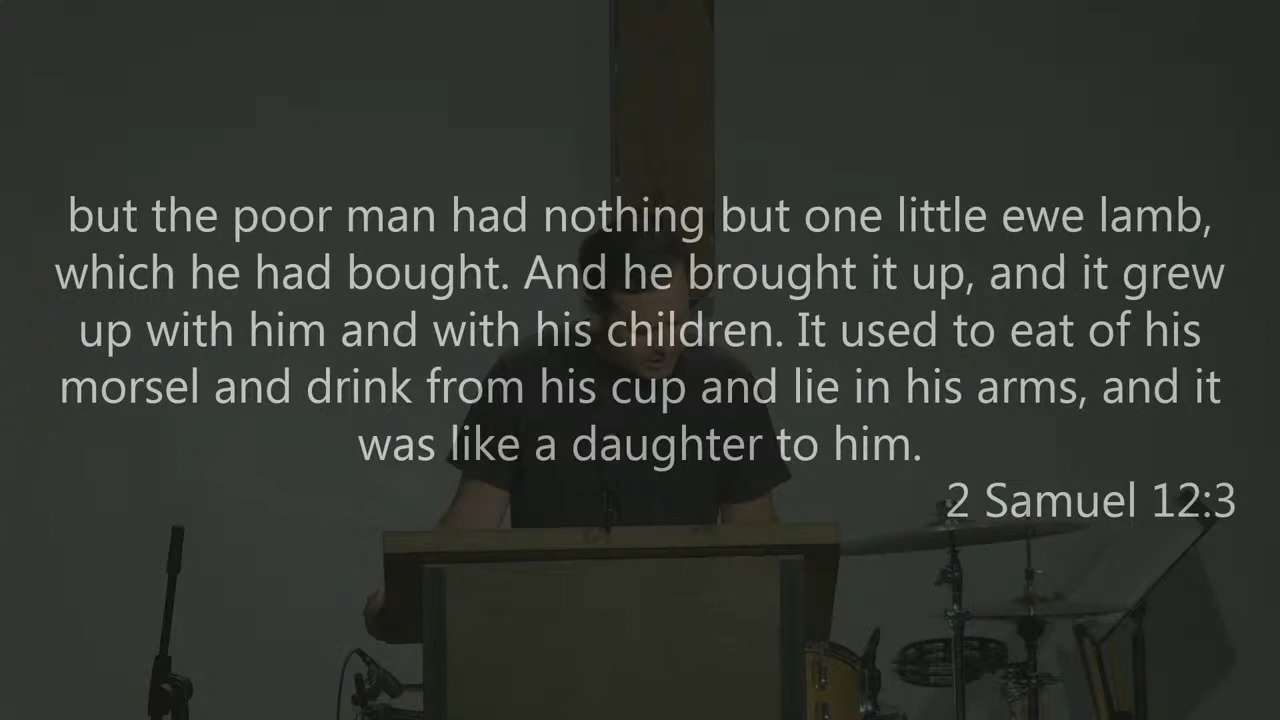 but the poor man had nothing but one little ewe lamb,
which he had bought. And he brought it up, and it grew
up with him and with his children. It used to eat of his
morsel and drink from his cup and lie in his arms, and it
was like a daughter to him.
2 Samuel 12:3